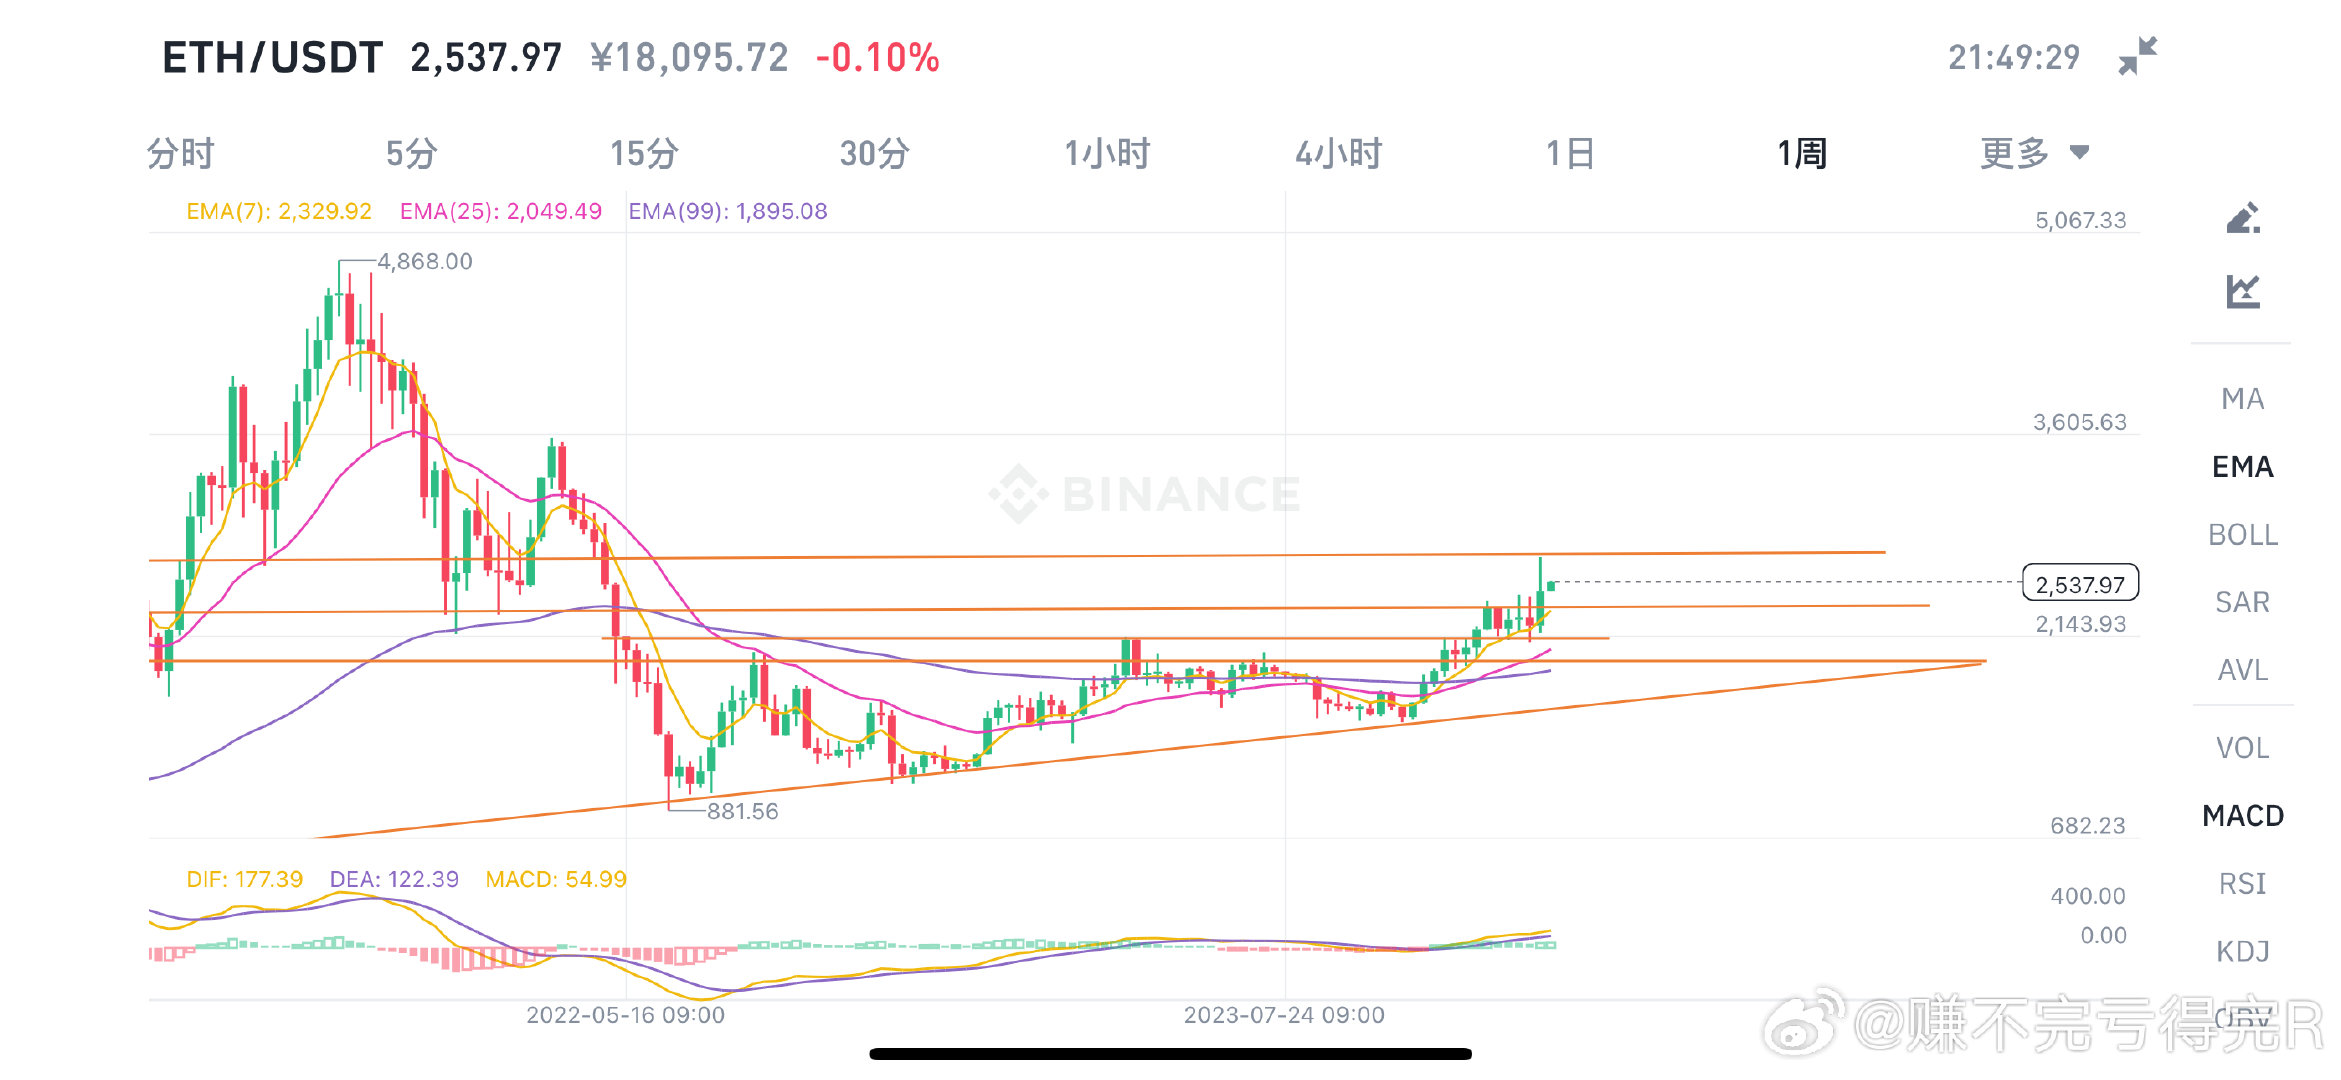 ETH/USDT 2,537.97 ¥18,095.72 -0.10% 21:49:29
分时 5分 15分 30分 1小时 4小时 1日 1周 更多
EMA(7): 2,329.92 EMA(25): 2,049.49 EMA(99): 1,895.08
5,067.33
4,868.00
MA
3,605.63
EMA
BINANCE
BOLL
2,537.97
SAR
2,143.93
AVL
VOL
881.56
MACD
682.23
DIF: 177.39 DEA: 122.39 MACD: 54.99
RSI
400.00
0.00
KDJ
2022-05-16 09:00 2023-07-24 09:00
OBV
@赚不完亏得完R